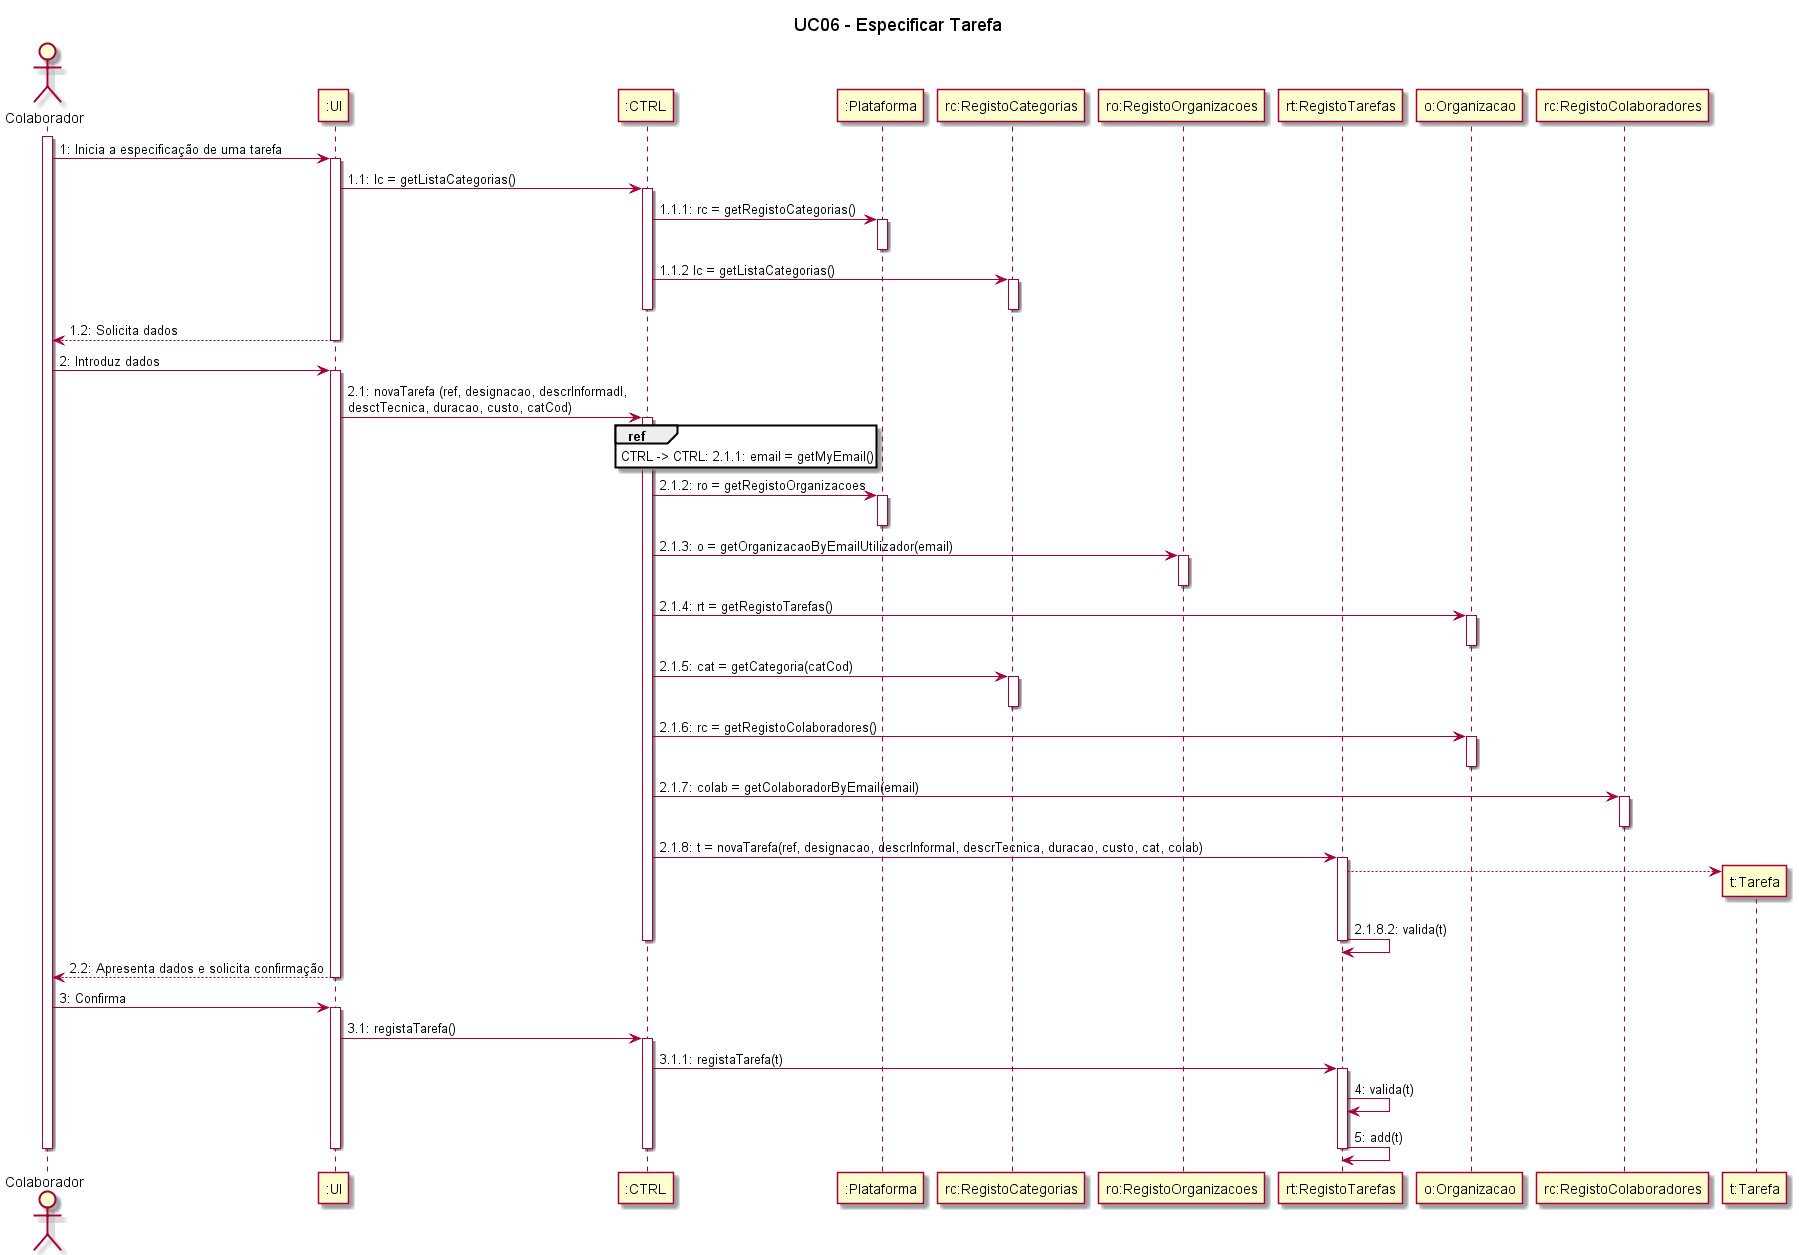 UC06 - Especificar Tarefa
Colaborador
:UI
:CTRL
:Plataforma
rc:RegistoCategorias
ro:RegistoOrganizacoes
rt:RegistoTarefas
o:Organizacao
rc:RegistoColaboradores
1: Inicia a especificação de uma tarefa
1.1: lc = getListaCategorias()
1.1.1: rc = getRegistoCategorias()
1.1.2 lc = getListaCategorias()
1.2: Solicita dados
2: Introduz dados
2.1: novaTarefa (ref, designacao, descrInformadl,
desctTecnica, duracao, custo, catCod)
ref
CTRL -> CTRL: 2.1.1: email = getMyEmail()
2.1.2: ro = getRegistoOrganizacoes
2.1.3: o = getOrganizacaoByEmailUtilizador(email)
2.1.4: rt = getRegistoTarefas()
2.1.5: cat = getCategoria(catCod)
2.1.6: rc = getRegistoColaboradores()
2.1.7: colab = getColaboradorByEmail(email)
2.1.8: t = novaTarefa(ref, designacao, descrInformal, descrTecnica, duracao, custo, cat, colab)
t:Tarefa
2.1.8.2: valida(t)
2.2: Apresenta dados e solicita confirmação
3: Confirma
3.1: registaTarefa()
3.1.1: registaTarefa(t)
4: valida(t)
5: add(t)
Colaborador
:UI
:CTRL
:Plataforma
rc:RegistoCategorias
ro:RegistoOrganizacoes
rt:RegistoTarefas
o:Organizacao
rc:RegistoColaboradores
t:Tarefa